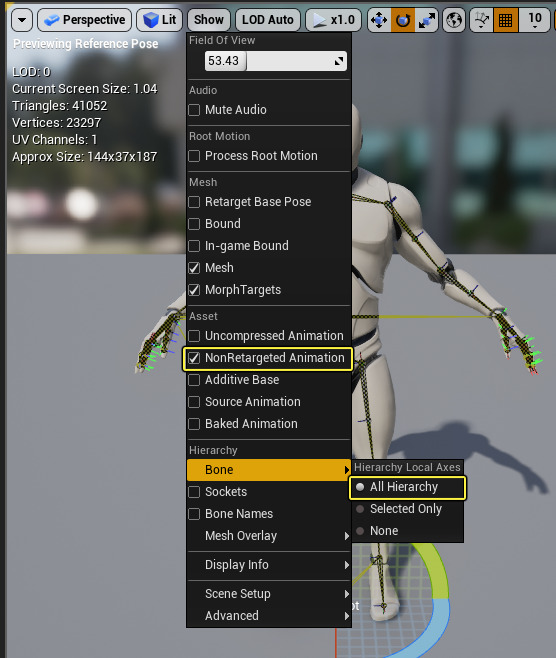 Perspective Lit Show LOD Auto x1.0 10
Previewing Reference Pose
LOD: 0
Current Screen Size: 1.04
Triangles: 41052
Vertices: 23297
UV Channels: 1
Approx Size: 144x37x187
Field Of View
53.43
Audio
Mute Audio
Root Motion
Process Root Motion
Mesh
Retarget Base Pose
Bound
In-game Bound
Mesh
MorphTargets
Asset
Uncompressed Animation
NonRetargeted Animation
Additive Base
Source Animation
Baked Animation
Hierarchy
Bone
Sockets
Bone Names
Mesh Overlay
Display Info
Scene Setup
Advanced
Hierarchy Local Axes
All Hierarchy
Selected Only
None